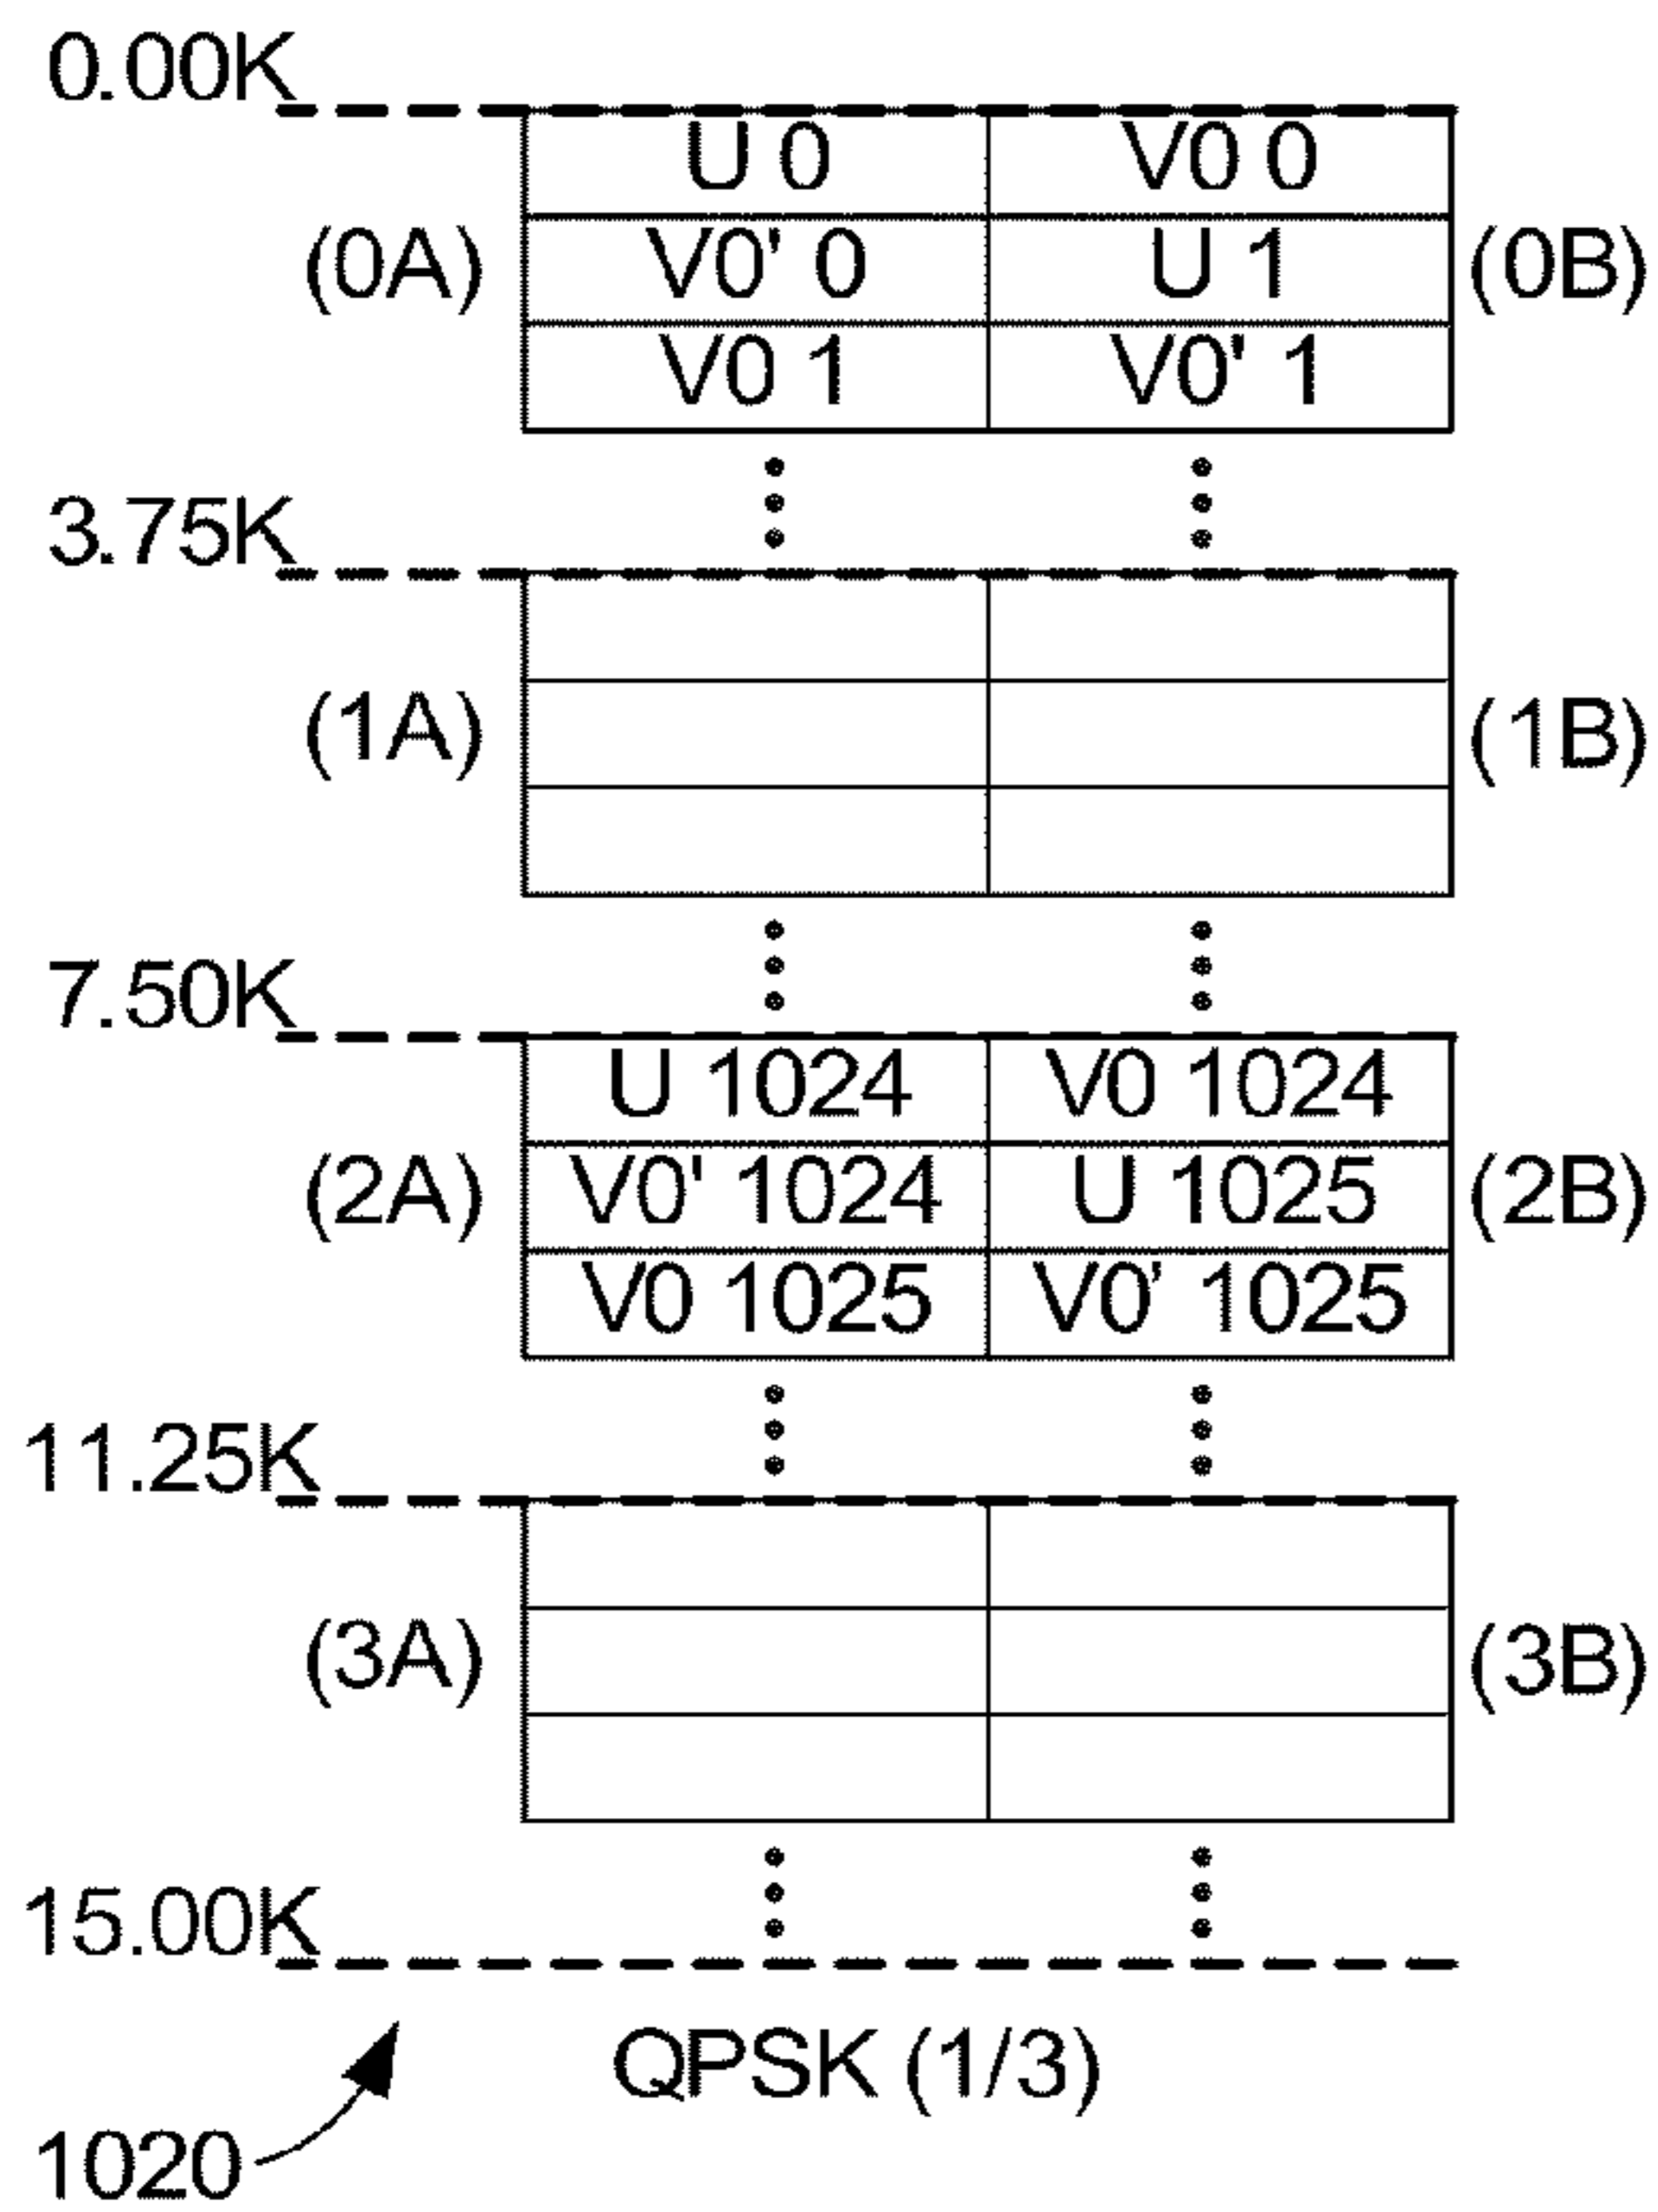 0.00K
U 0 V0 0
(0A) V0' 0 U 1 (0B)
V0 1 V0' 1
3.75K
(1A) (1B)
7.50K
U 1024 V0 1024
(2A) V0' 1024 U 1025 (2B)
V0 1025 V0' 1025
11.25K
(3A) (3B)
15.00K
QPSK (1/3)
1020